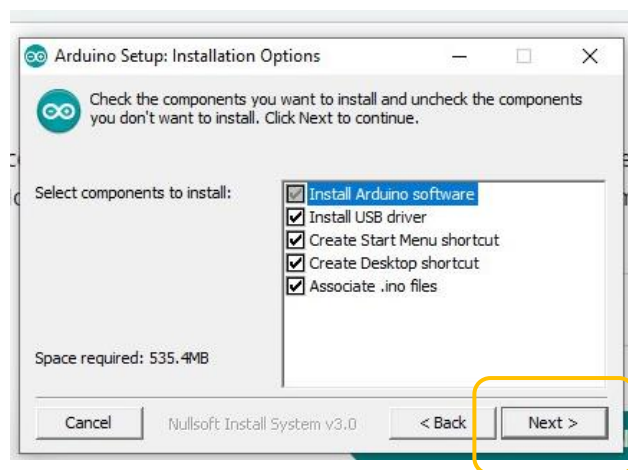 Arduino Setup: Installation Options
Check the components you want to install and uncheck the components
you don't want to install. Click Next to continue.
Select components to install:
Install Arduino software
Install USB driver
Create Start Menu shortcut
Create Desktop shortcut
Associate .ino files
Space required: 535.4MB
Cancel
Nullsoft Install System v3.0
< Back
Next >